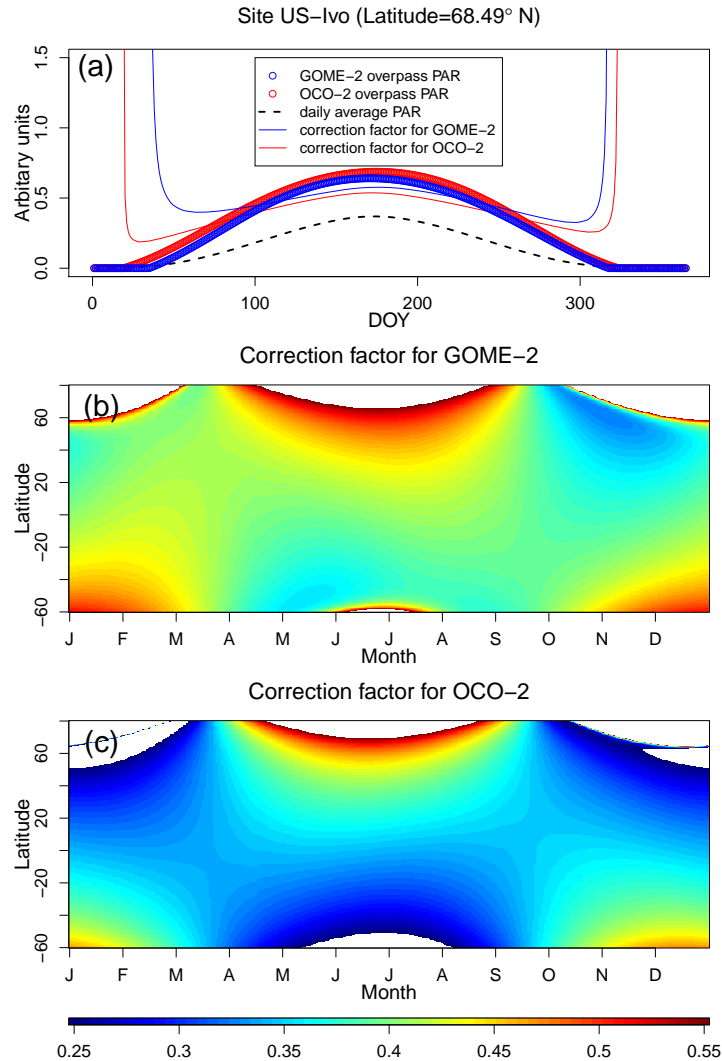 Site US−Ivo (Latitude=68.49° N)
(a)
GOME−2 overpass PAR
OCO−2 overpass PAR
daily average PAR
correction factor for GOME−2
correction factor for OCO−2
Arbitary units
1.5
1.0
0.5
0.0
0 100 200 300
DOY
Correction factor for GOME−2
(b)
Latitude
60
20
−20
−60
J F M A M J J A S O N D
Month
Correction factor for OCO−2
(c)
Latitude
60
20
−20
−60
J F M A M J J A S O N D
Month
0.25 0.3 0.35 0.4 0.45 0.5 0.55